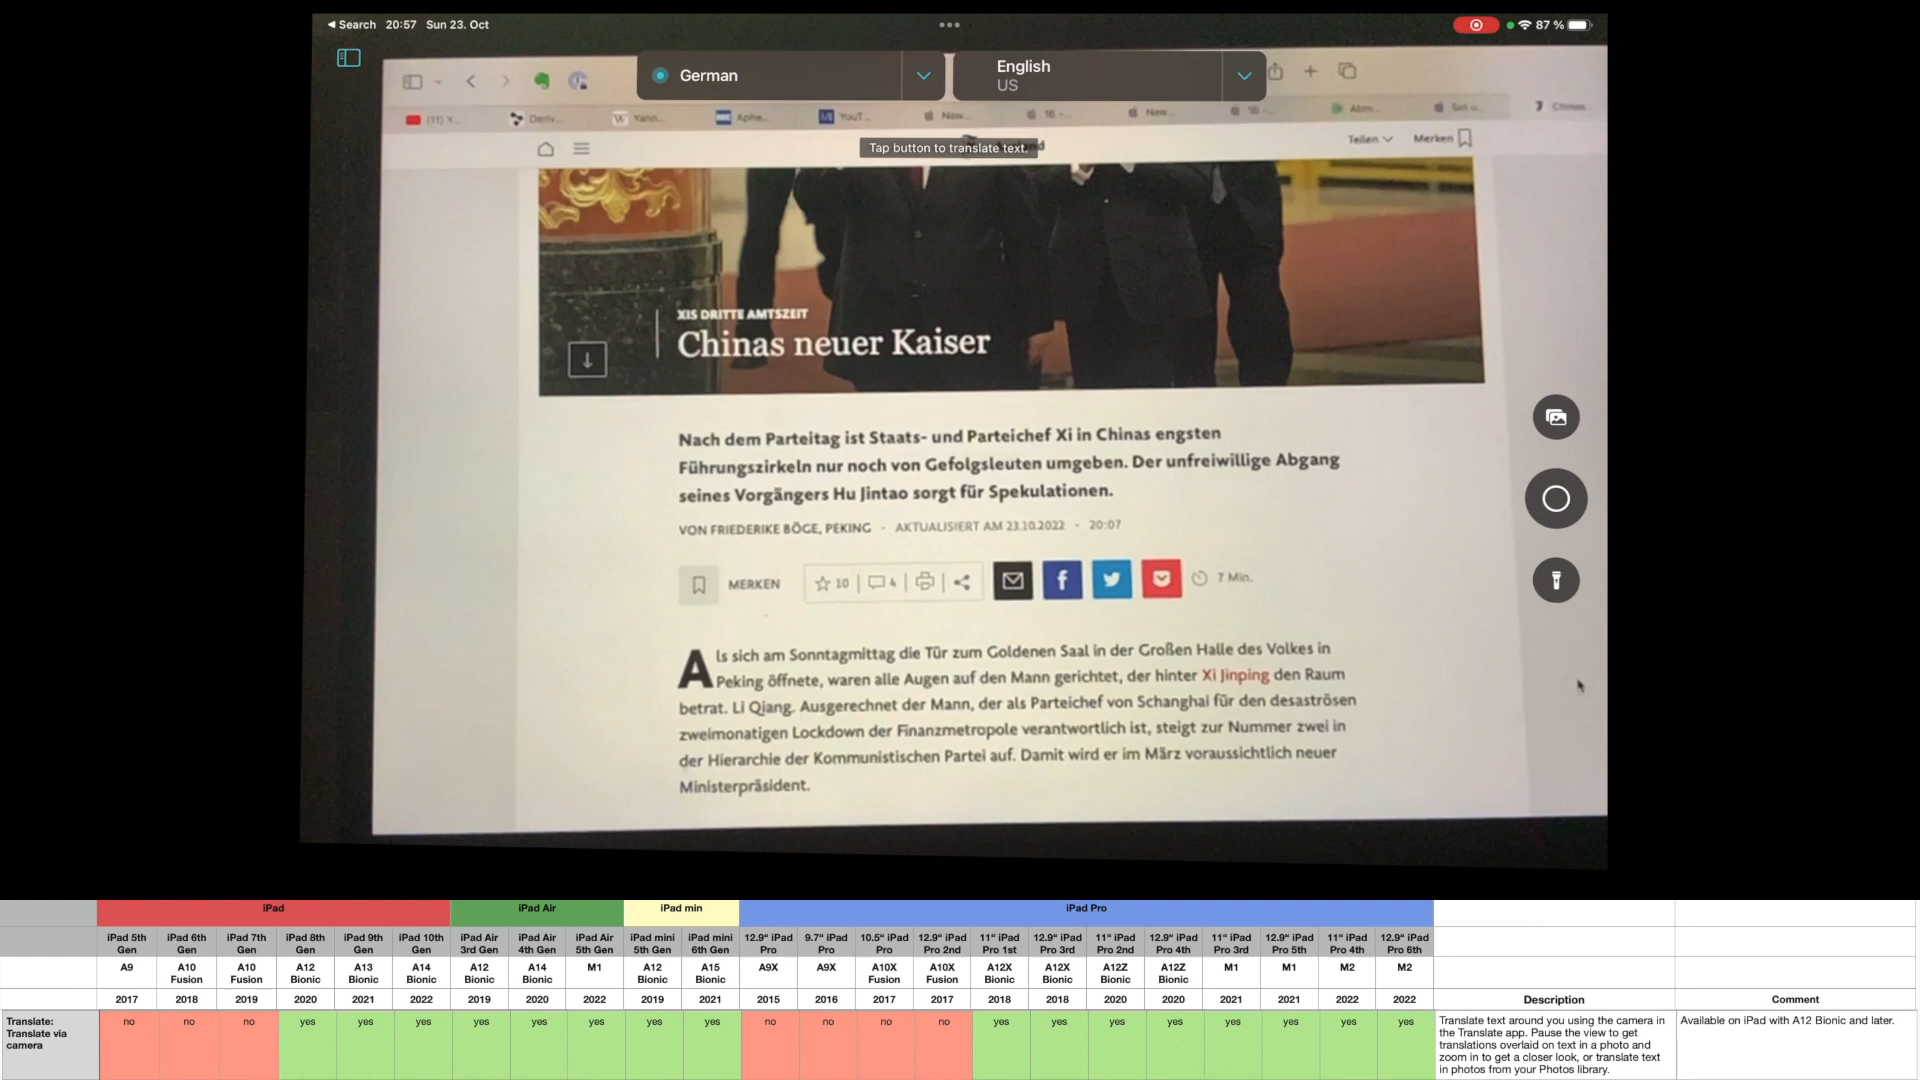 ◀ Search 20:57 Sun 23. Oct
87 %
German
English
US
YouT...
Aphe...
Yann...
Deriv...
New...
16 -...
New...
Tap button to translate text.
Teilen
Merken
XIS DRITTE AMTSZEIT
Chinas neuer Kaiser
Nach dem Parteitag ist Staats- und Parteichef Xi in Chinas engsten
Führungszirkeln nur noch von Gefolgsleuten umgeben. Der unfreiwillige Abgang
seines Vorgängers Hu Jintao sorgt für Spekulationen.
VON FRIEDERIKE BÖGE, PEKING - AKTUALISIERT AM 23.10.2022 - 20:07
MERKEN 10 4 7 Min.
Als sich am Sonntagmittag die Tür zum Goldenen Saal in der Großen Halle des Volkes in
Peking öffnete, waren alle Augen auf den Mann gerichtet, der hinter Xi Jinping den Raum
betrat. Li Qiang. Ausgerechnet der Mann, der als Parteichef von Schanghai für den desaströsen
zweimonatigen Lockdown der Finanzmetropole verantwortlich ist, steigt zur Nummer zwei in
der Hierarchie der Kommunistischen Partei auf. Damit wird er im März voraussichtlich neuer
Ministerpräsident.
iPad iPad Air iPad min iPad Pro
iPad 5th Gen iPad 6th Gen iPad 7th Gen iPad 8th Gen iPad 9th Gen iPad 10th Gen iPad Air 3rd Gen iPad Air 4th Gen iPad Air 5th Gen iPad mini 5th Gen iPad mini 6th Gen 12.9“ iPad Pro 9.7“ iPad Pro 10.5“ iPad Pro 12.9“ iPad Pro 2nd 11“ iPad Pro 1st 12.9“ iPad Pro 3rd 11“ iPad Pro 2nd 12.9“ iPad Pro 4th 11“ iPad Pro 3rd 12.9“ iPad Pro 5th 11“ iPad Pro 4th 12.9“ iPad Pro 6th
A9 A10 Fusion A10 Fusion A12 Bionic A13 Bionic A14 Bionic A12 Bionic A14 Bionic M1 A12 Bionic A15 Bionic A9X A9X A10X Fusion A10X Fusion A12X Bionic A12X Bionic A12Z Bionic A12Z Bionic M1 M1 M2 M2
2017 2018 2019 2020 2021 2022 2019 2020 2022 2019 2021 2015 2016 2017 2017 2018 2018 2020 2020 2021 2021 2022 2022 Description Comment
Translate:
Translate via
camera
no no no yes yes yes yes yes yes yes yes no no no no yes yes yes yes yes yes yes yes
Translate text around you using the camera in
the Translate app. Pause the view to get
translations overlaid on text in a photo and
zoom in to get a closer look, or translate text
in photos from your Photos library.
Available on iPad with A12 Bionic and later.